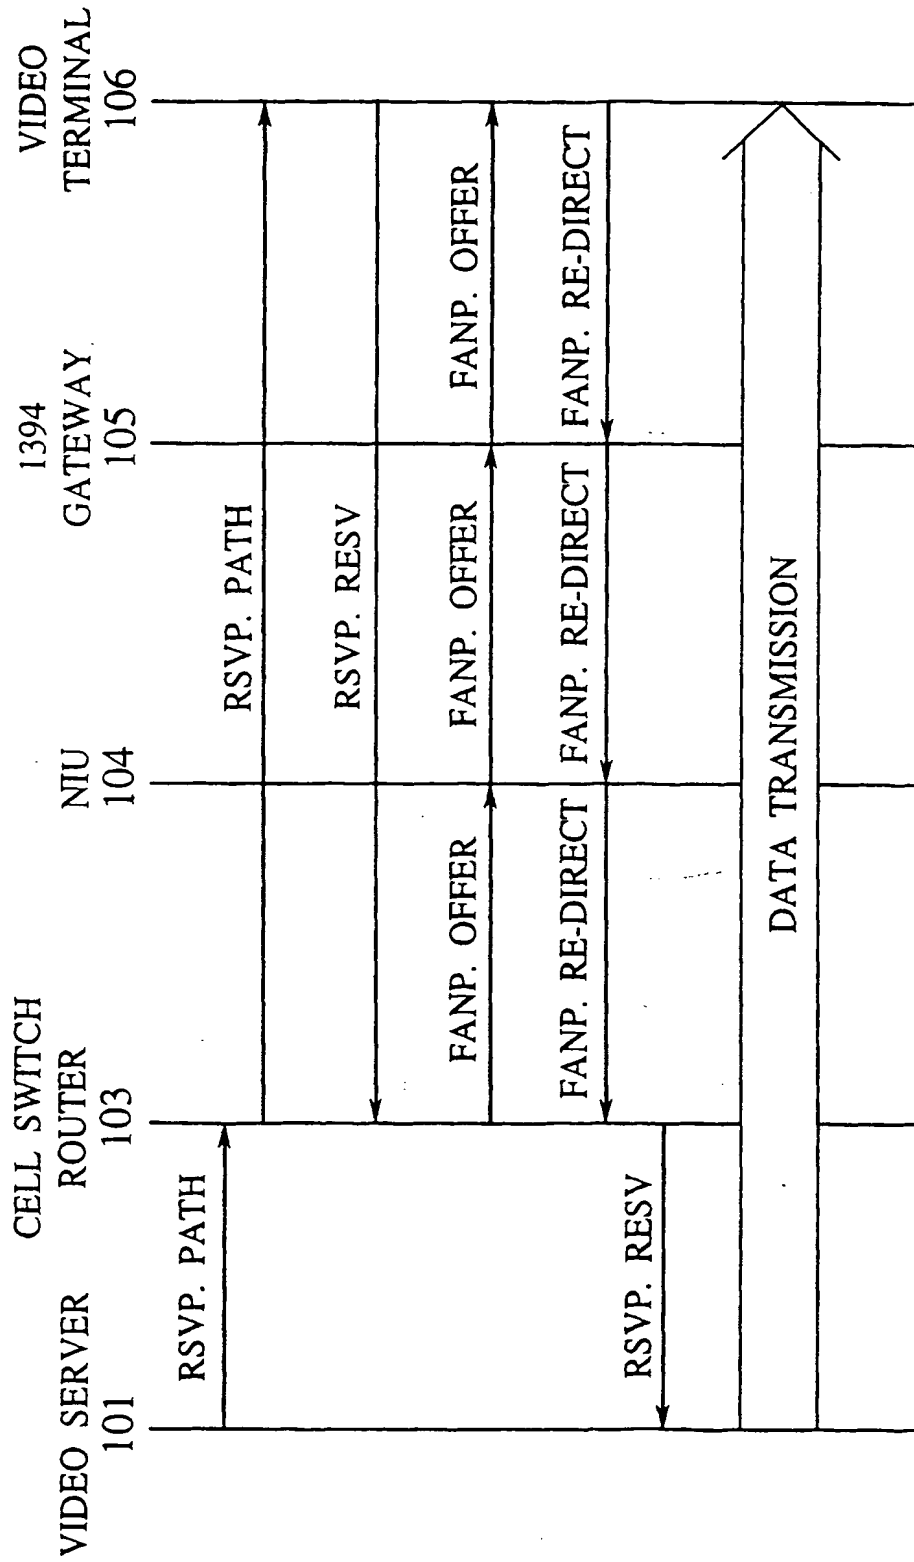 VIDEO SERVER
101
CELL SWITCH
ROUTER
103
NIU
104
1394
GATEWAY
105
VIDEO
TERMINAL
106
RSVP. PATH
RSVP. PATH
RSVP. RESV
FANP. OFFER
FANP. OFFER
FANP. OFFER
FANP. RE-DIRECT
FANP. RE-DIRECT
FANP. RE-DIRECT
RSVP. RESV
DATA TRANSMISSION